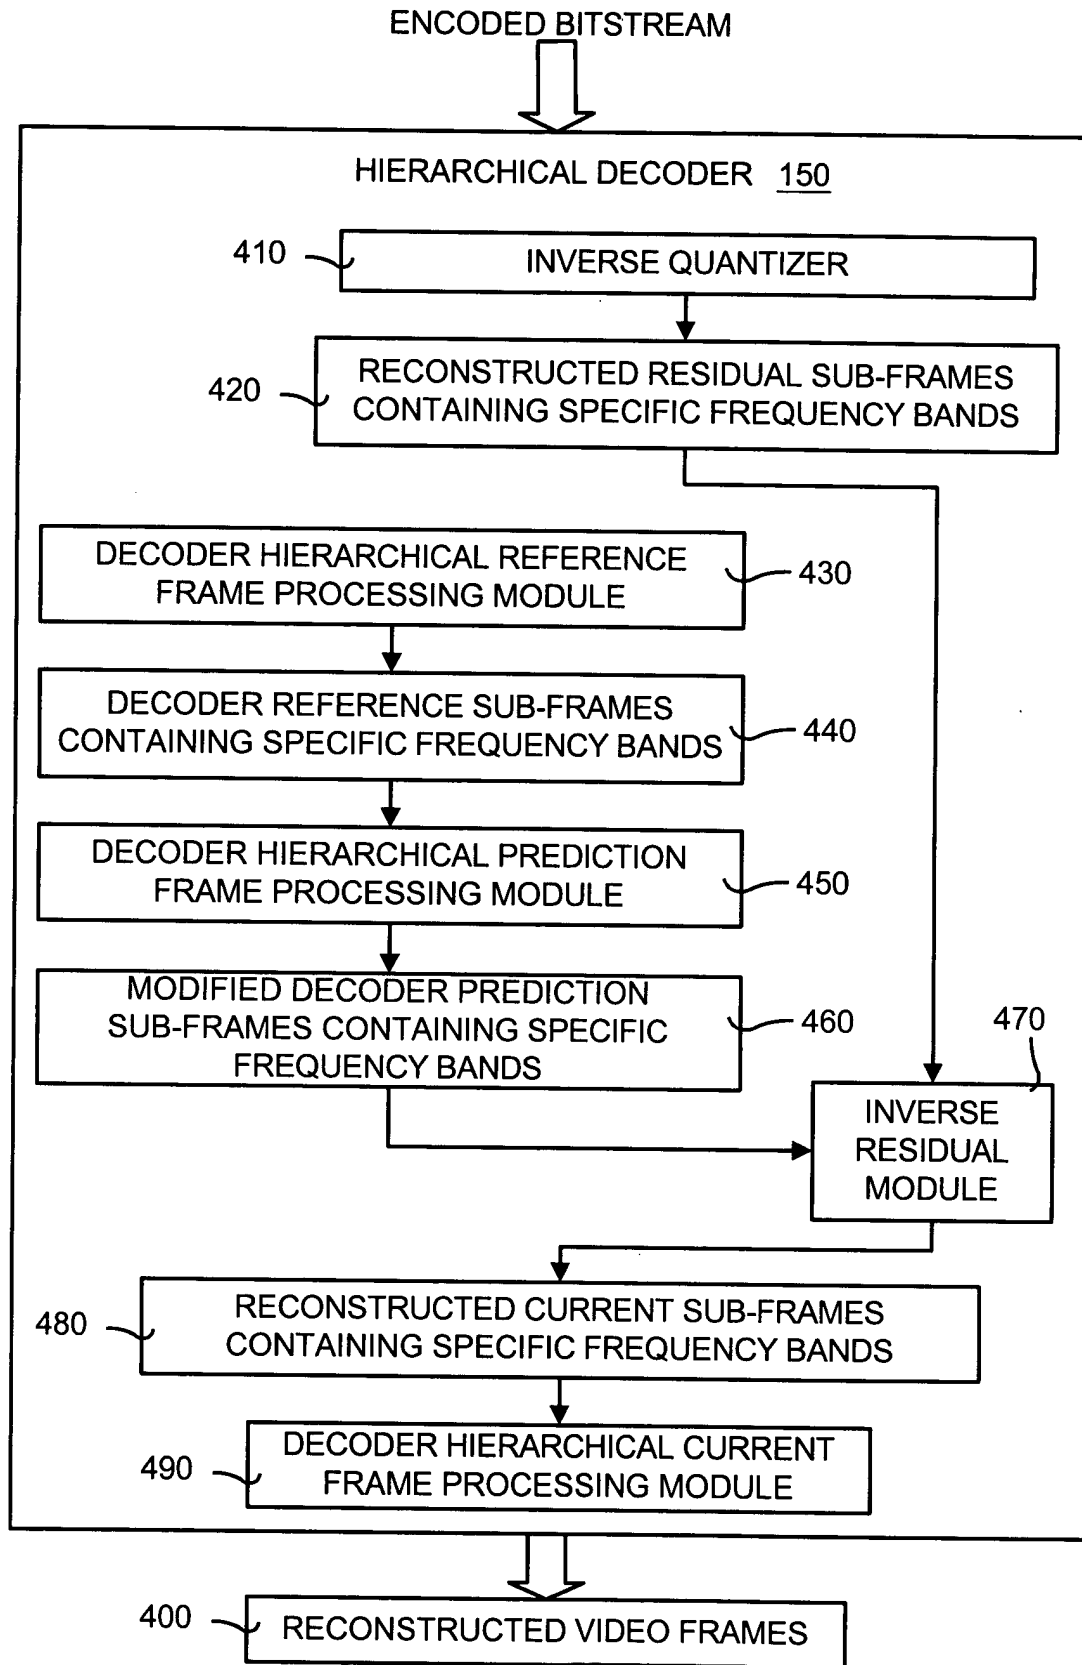 ENCODED BITSTREAM
HIERARCHICAL DECODER 150
410
INVERSE QUANTIZER
420
RECONSTRUCTED RESIDUAL SUB-FRAMES
CONTAINING SPECIFIC FREQUENCY BANDS
DECODER HIERARCHICAL REFERENCE
FRAME PROCESSING MODULE
430
DECODER REFERENCE SUB-FRAMES
CONTAINING SPECIFIC FREQUENCY BANDS
440
DECODER HIERARCHICAL PREDICTION
FRAME PROCESSING MODULE
450
MODIFIED DECODER PREDICTION
SUB-FRAMES CONTAINING SPECIFIC
FREQUENCY BANDS
460
470
INVERSE
RESIDUAL
MODULE
480
RECONSTRUCTED CURRENT SUB-FRAMES
CONTAINING SPECIFIC FREQUENCY BANDS
490
DECODER HIERARCHICAL CURRENT
FRAME PROCESSING MODULE
400
RECONSTRUCTED VIDEO FRAMES